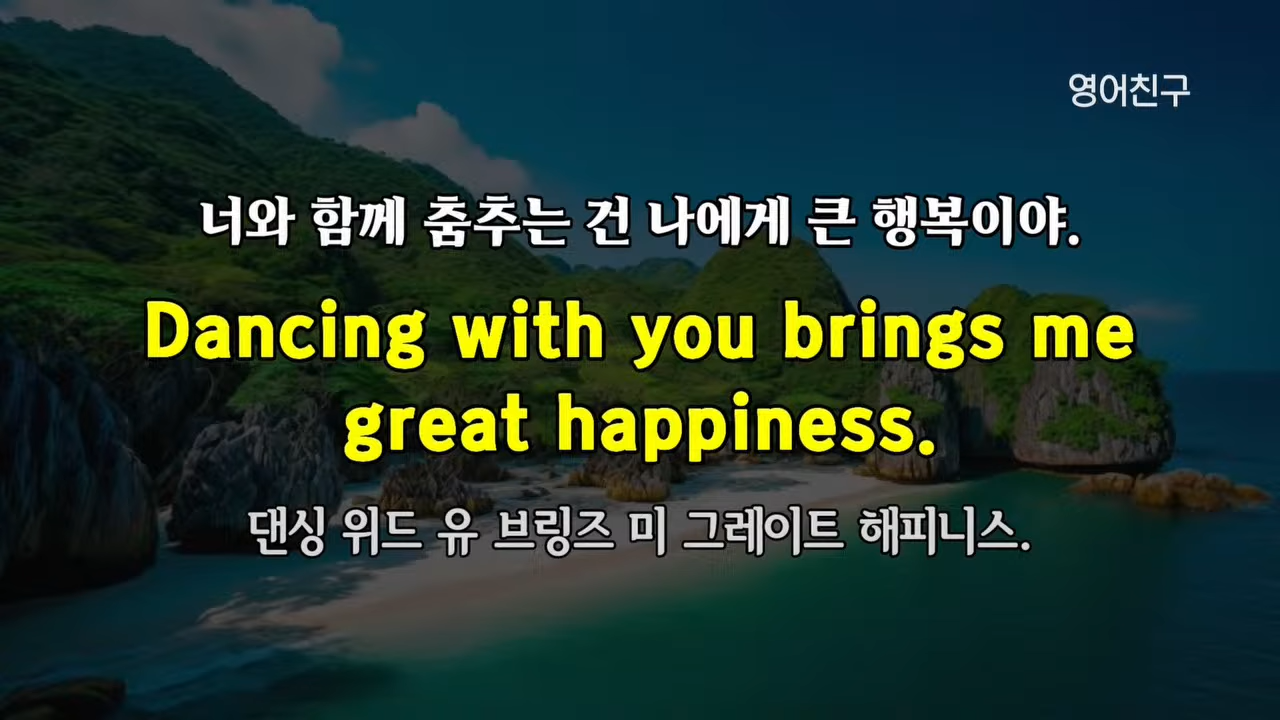 영어친구
너와 함께 춤추는 건 나에게 큰 행복이야.
Dancing with you brings me
great happiness.
댄싱 위드 유 브링즈 미 그레이트 해피니스.